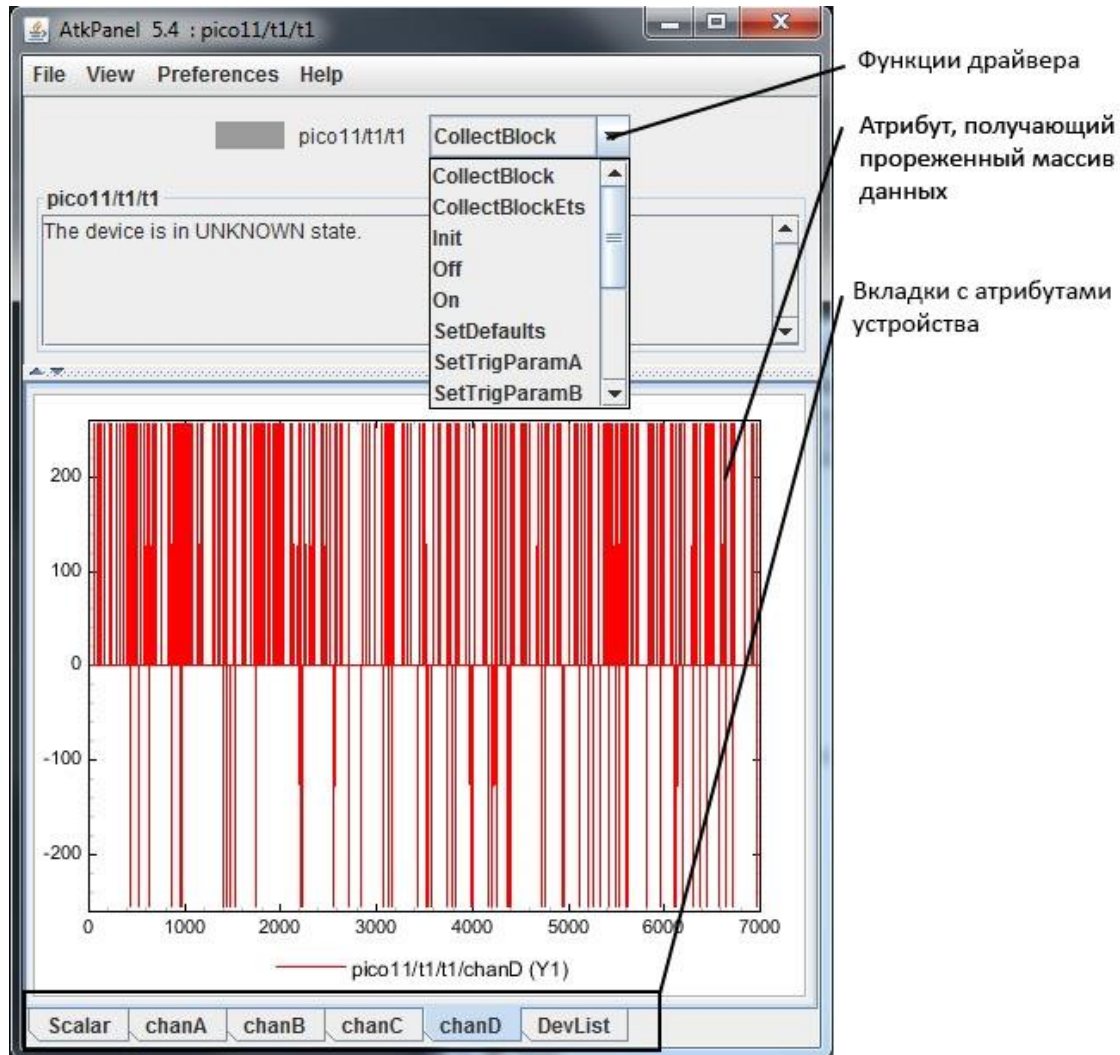 AtkPanel 5.4 : pico11/t1/t1
File View Preferences Help
pico11/t1/t1 CollectBlock
CollectBlock
CollectBlockEts
Init
Off
On
SetDefaults
SetTrigParamA
SetTrigParamB
pico11/t1/t1
The device is in UNKNOWN state.
200
100
0
-100
-200
0 1000 2000 3000 4000 5000 6000 7000
pico11/t1/t1/chanD (Y1)
Scalar chanA chanB chanC chanD DevList
Функции драйвера
Атрибут, получающий
прореженный массив
данных
Вкладки с атрибутами
устройства